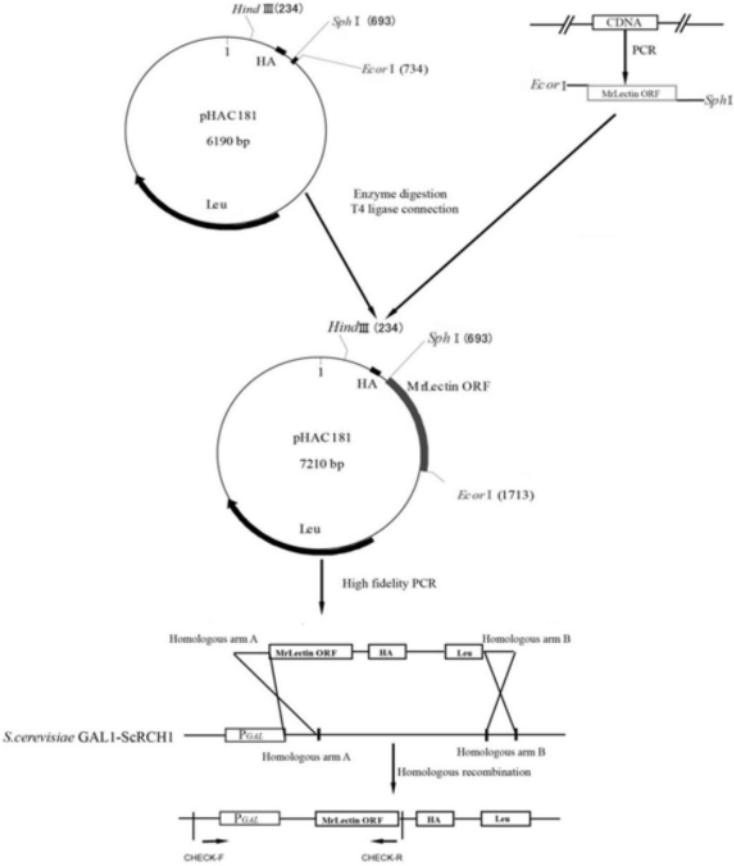 Hind Ⅲ(234)
Sph Ⅰ (693)
1
HA
Ecor Ⅰ (734)
pHAC181
6190 bp
Leu
CDNA
PCR
Ecor Ⅰ
MrLectin ORF
Sph Ⅰ
Enzyme digestion
T4 ligase connection
Hind Ⅲ (234)
Sph Ⅰ (693)
1
HA
MrLectin ORF
pHAC181
7210 bp
Ecor Ⅰ (1713)
Leu
High fidelity PCR
Homologous arm A
Homologous arm B
MrLectin ORF
HA
Leu
S.cerevisiae GAL1-ScRCH1
PGAL
Homologous arm A
Homologous arm B
Homologous recombination
PGAL
MrLectin ORF
HA
Leu
CHECK-F
CHECK-R